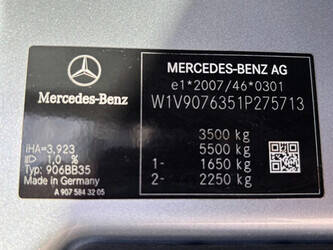 Mercedes-Benz
MERCEDES-BENZ AG
e1*2007/46*0301
W1V9076351P275713
3500 kg
5500 kg
1- 1650 kg
2- 2250 kg
iHA=3,923
1.0 %
Typ: 906BB35
Made in Germany
A 907 584 32 05